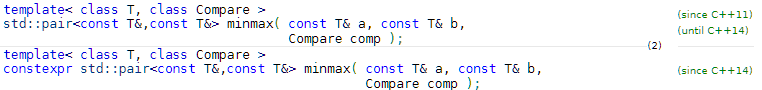 template< class T, class Compare >
std::pair<const T&,const T&> minmax( const T& a, const T& b,
Compare comp );
(since C++11)
(until C++14)
(2)
template< class T, class Compare >
constexpr std::pair<const T&,const T&> minmax( const T& a, const T& b,
Compare comp );
(since C++14)